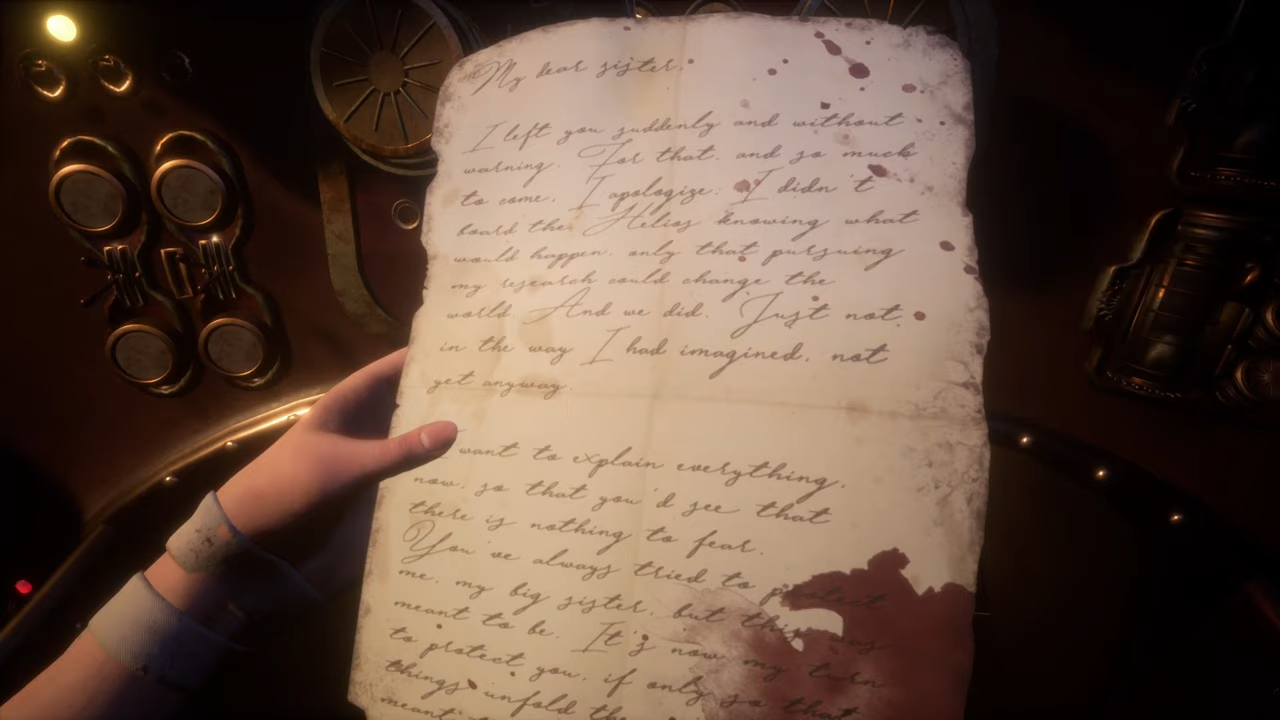 My dear sister.
I left you suddenly and without
warning. For that, and so much
to come, I apologize: I didn't
board the Helios knowing what
would happen, only that pursuing
my research could change the
world. And we did. Just not,
in the way I had imagined, not
yet anyway.
want to explain everything,
now, so that you'd see that
there is nothing to fear.
You've always tried to protect
me, my big sister, but this was
meant to be. It's now my turn
to protect you, if only so that
things unfold the
meant